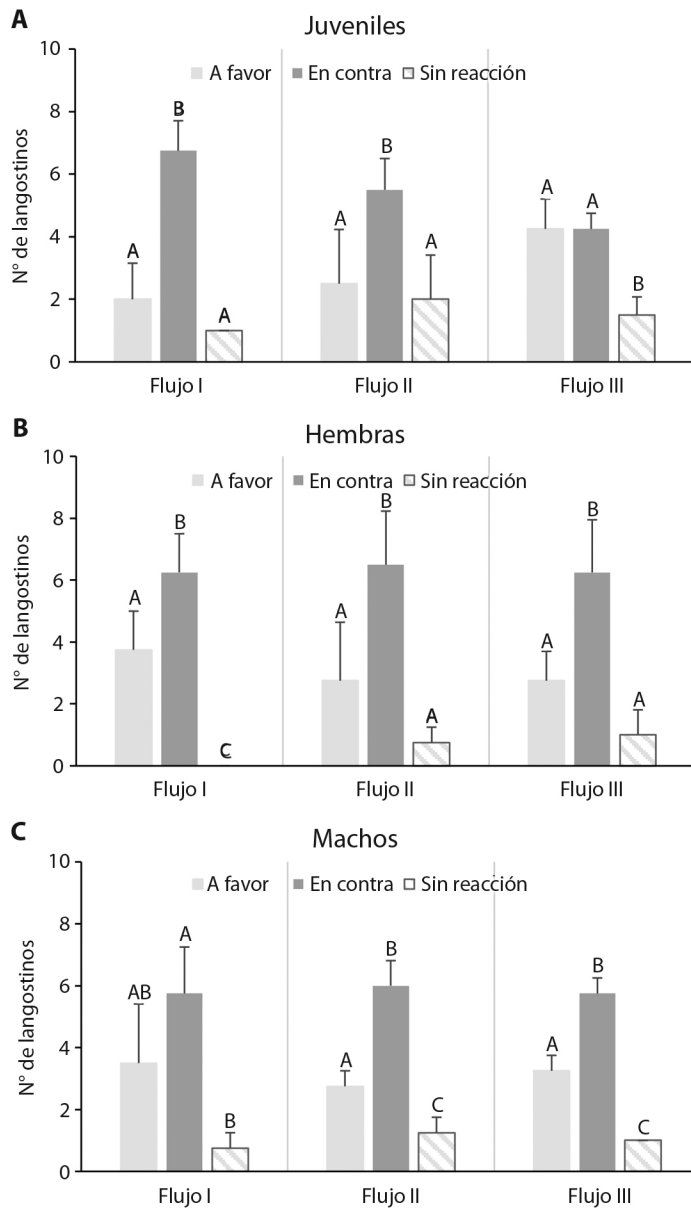 A
Juveniles
A favor En contra Sin reacción
N° de langostinos
10
8
6
4
2
0
A B A
A B A
A A B
Flujo I Flujo II Flujo III
B
Hembras
A favor En contra Sin reacción
N° de langostinos
10
8
6
4
2
0
A B C
A B A
A B A
Flujo I Flujo II Flujo III
C
Machos
A favor En contra Sin reacción
N° de langostinos
10
8
6
4
2
0
AB A B
A B C
A B C
Flujo I Flujo II Flujo III